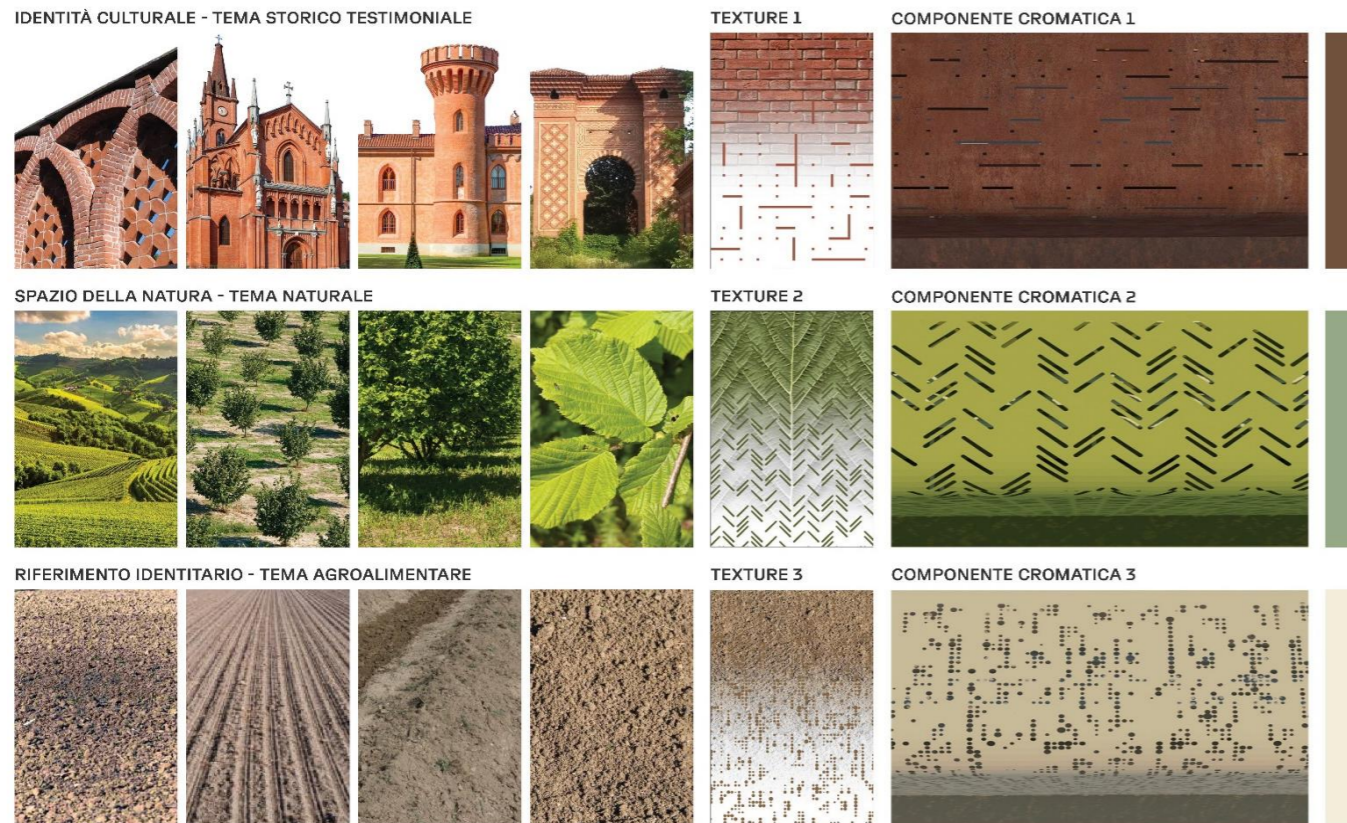 IDENTITÀ CULTURALE - TEMA STORICO TESTIMONIALE
TEXTURE 1
COMPONENTE CROMATICA 1
SPAZIO DELLA NATURA - TEMA NATURALE
TEXTURE 2
COMPONENTE CROMATICA 2
RIFERIMENTO IDENTITARIO - TEMA AGROALIMENTARE
TEXTURE 3
COMPONENTE CROMATICA 3